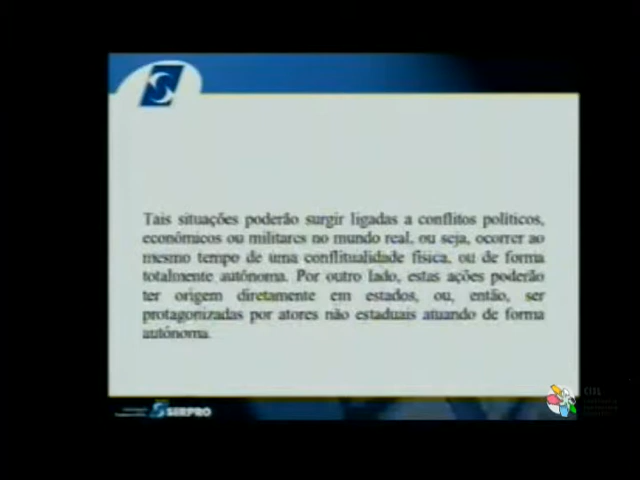 Tais situações poderão surgir ligadas a conflitos políticos,
econômicos ou militares no mundo real, ou seja, ocorrer ao
mesmo tempo de uma conflitualidade física, ou de forma
totalmente autônoma. Por outro lado, estas ações poderão
ter origem diretamente em estados, ou, então, ser
protagonizadas por atores não estaduais atuando de forma
autónoma.
SERPRO